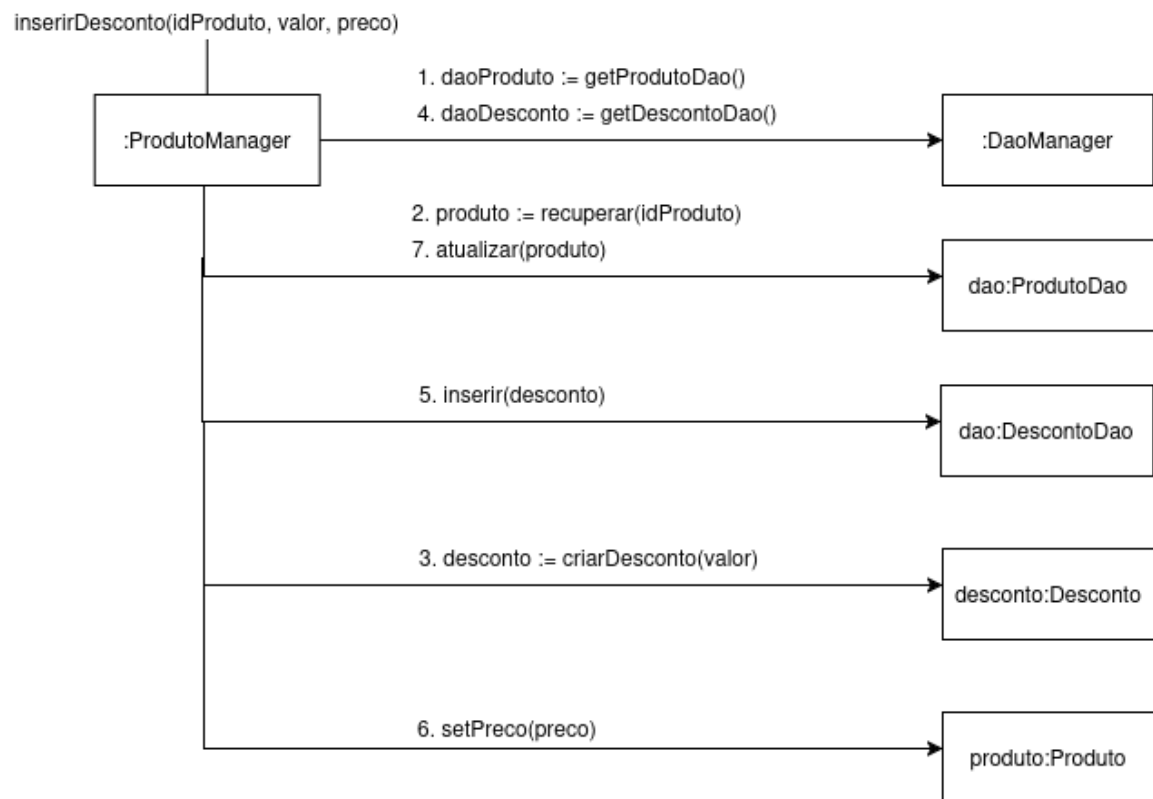 inserirDesconto(idProduto, valor, preco)
1. daoProduto := getProdutoDao()
4. daoDesconto := getDescontoDao()
:ProdutoManager
:DaoManager
2. produto := recuperar(idProduto)
7. atualizar(produto)
dao:ProdutoDao
5. inserir(desconto)
dao:DescontoDao
3. desconto := criarDesconto(valor)
desconto:Desconto
6. setPreco(preco)
produto:Produto